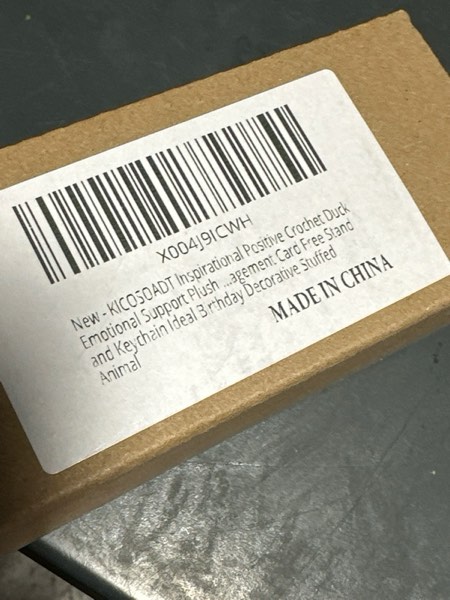 X004J9ICWH
New - KICOSOADT Inspirational Positive Crochet Duck
Emotional Support Plush ...agement Card Free Stand
and Keychain Ideal Birthday Decorative Stuffed
Animal
MADE IN CHINA